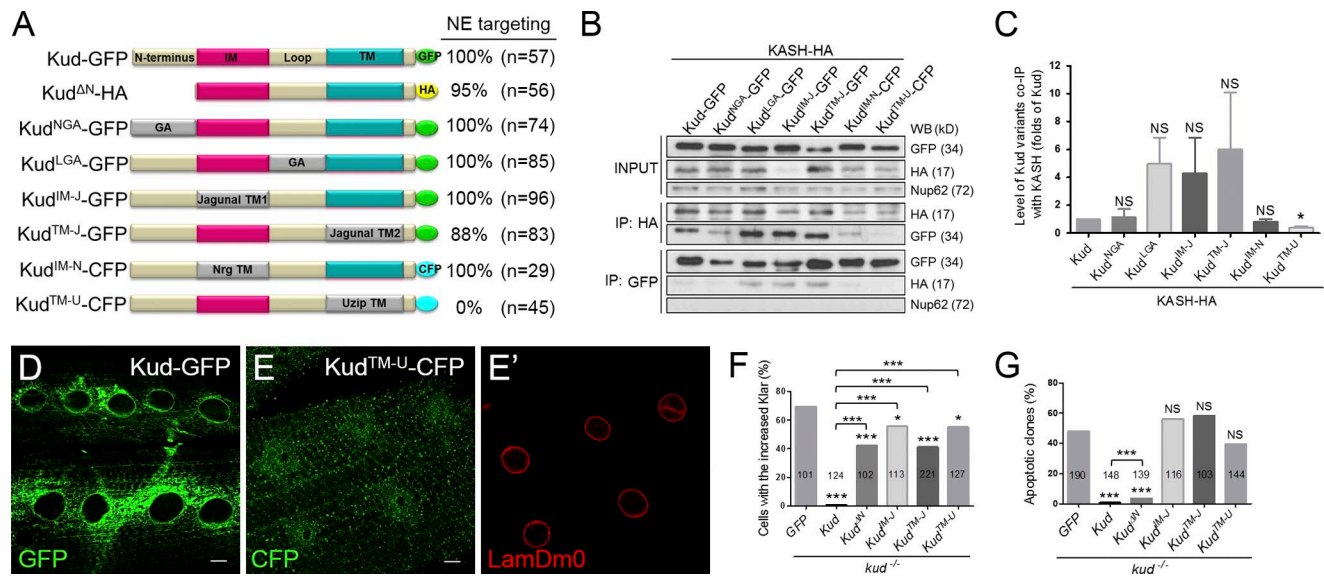 A
NE targeting
Kud-GFP N-terminus IM Loop TM GFP 100% (n=57)
Kud^ΔN-HA HA 95% (n=56)
Kud^NGA-GFP GA 100% (n=74)
Kud^LGA-GFP GA 100% (n=85)
Kud^IM-J-GFP Jagunal TM1 100% (n=96)
Kud^TM-J-GFP Jagunal TM2 88% (n=83)
Kud^IM-N-CFP Nrg TM CFP 100% (n=29)
Kud^TM-U-CFP Uzip TM 0% (n=45)
B
KASH-HA
Kud-GFP Kud^NGA-GFP Kud^LGA-GFP Kud^IM-J-GFP Kud^TM-J-GFP Kud^IM-N-CFP Kud^TM-U-CFP
WB (kD)
INPUT
GFP (34)
HA (17)
Nup62 (72)
IP: HA
HA (17)
GFP (34)
IP: GFP
GFP (34)
HA (17)
Nup62 (72)
C
Level of Kud variants co-IP
with KASH (folds of Kud)
12
10
8
6
4
2
0
NS NS NS NS NS *
Kud Kud^NGA Kud^LGA Kud^IM-J Kud^TM-J Kud^IM-N Kud^TM-U
KASH-HA
D
Kud-GFP
GFP
E
Kud^TM-U-CFP
CFP
E'
LamDm0
F
Cells with the increased Klar (%)
80
60
40
20
0
***
***
***
***
*** *** * *** *
101 124 102 113 221 127
GFP Kud Kud^ΔN Kud^IM-J Kud^TM-J Kud^TM-U
kud^-/-
G
Apoptotic clones (%)
80
60
40
20
0
***
*** *** NS NS NS
190 148 139 116 103 144
GFP Kud Kud^ΔN Kud^IM-J Kud^TM-J Kud^TM-U
kud^-/-